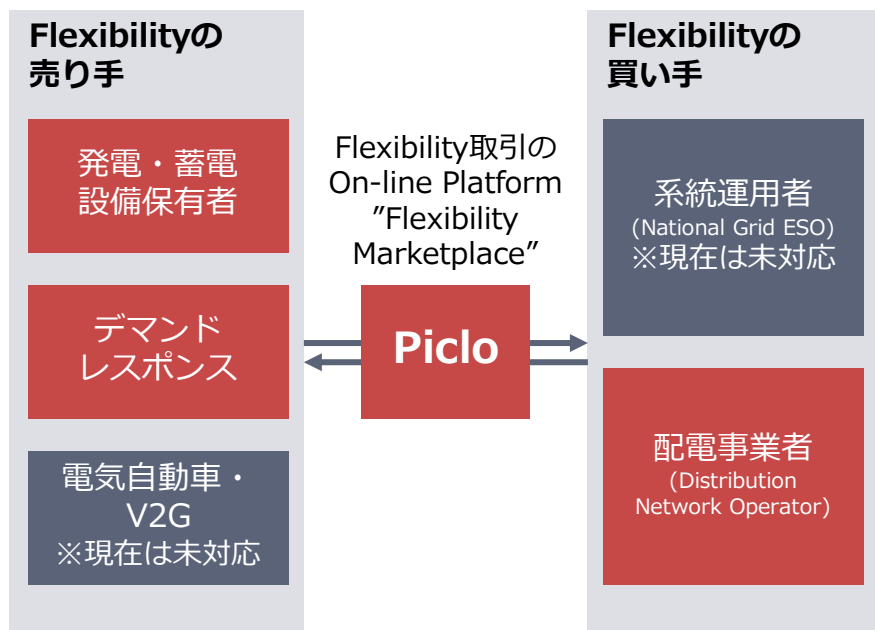 Flexibilityの
売り手
発電・蓄電
設備保有者
デマンド
レスポンス
電気自動車・
V2G
※現在は未対応
Flexibility取引の
On-line Platform
”Flexibility
Marketplace”
Piclo
Flexibilityの
買い手
系統運用者
(National Grid ESO)
※現在は未対応
配電事業者
(Distribution
Network Operator)